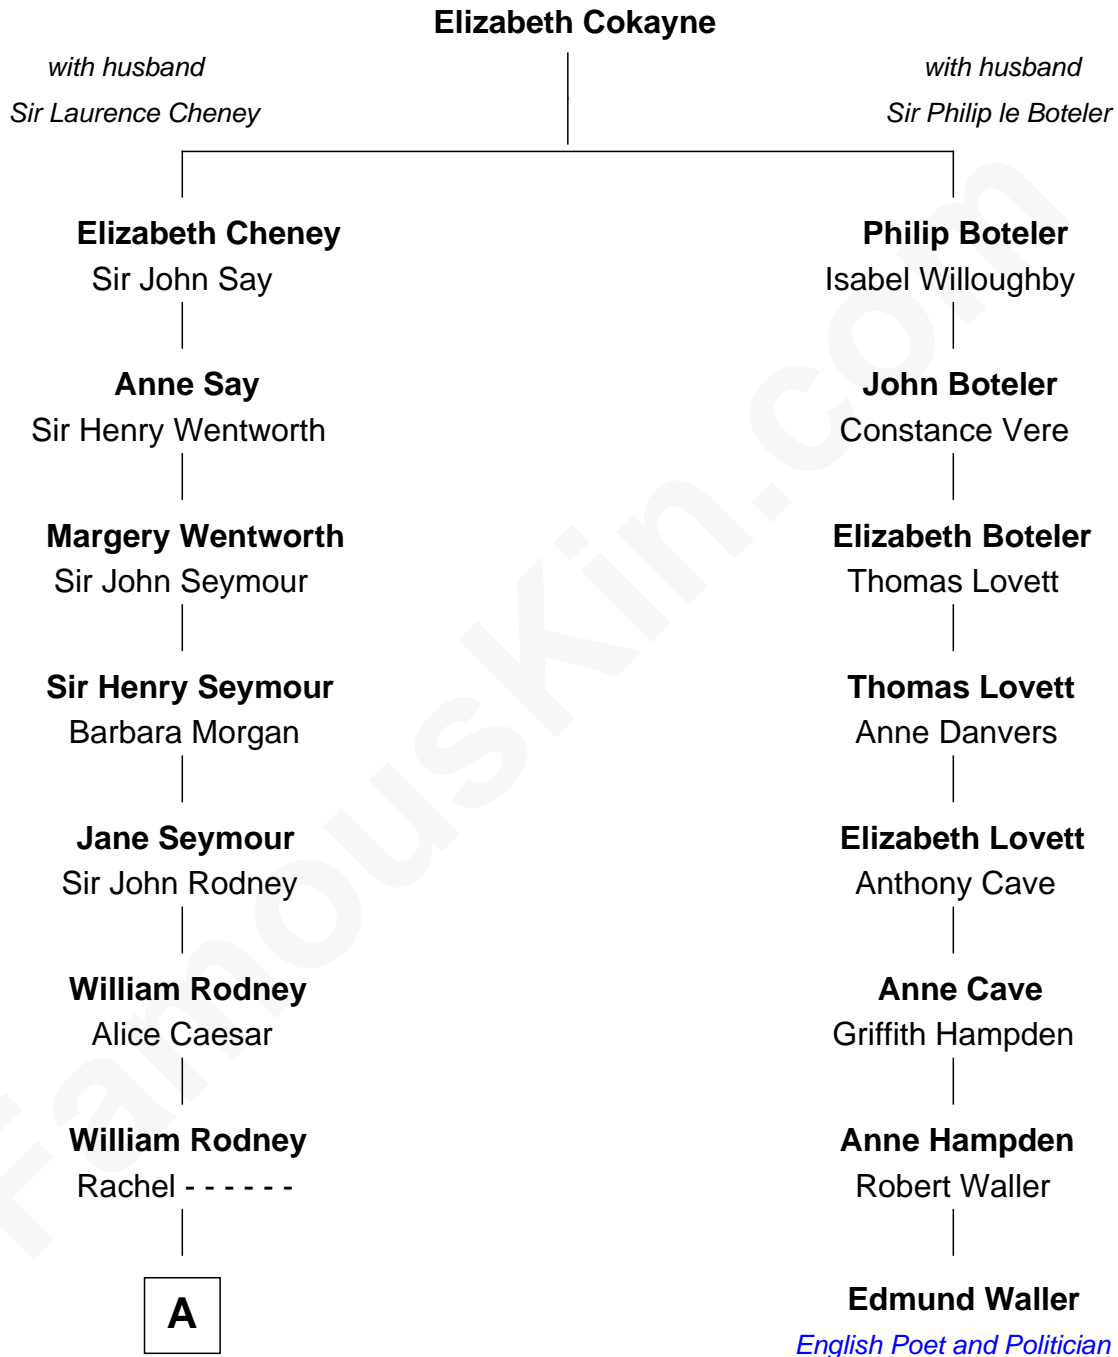 Elizabeth Cokayne
with husband
Sir Laurence Cheney
with husband
Sir Philip le Boteler
Elizabeth Cheney
Sir John Say
Philip Boteler
Isabel Willoughby
Anne Say
Sir Henry Wentworth
John Boteler
Constance Vere
Margery Wentworth
Sir John Seymour
Elizabeth Boteler
Thomas Lovett
Sir Henry Seymour
Barbara Morgan
Thomas Lovett
Anne Danvers
Jane Seymour
Sir John Rodney
Elizabeth Lovett
Anthony Cave
William Rodney
Alice Caesar
Anne Cave
Griffith Hampden
William Rodney
Rachel - - - - - -
Anne Hampden
Robert Waller
A
Edmund Waller
English Poet and Politician
FamousKin.com